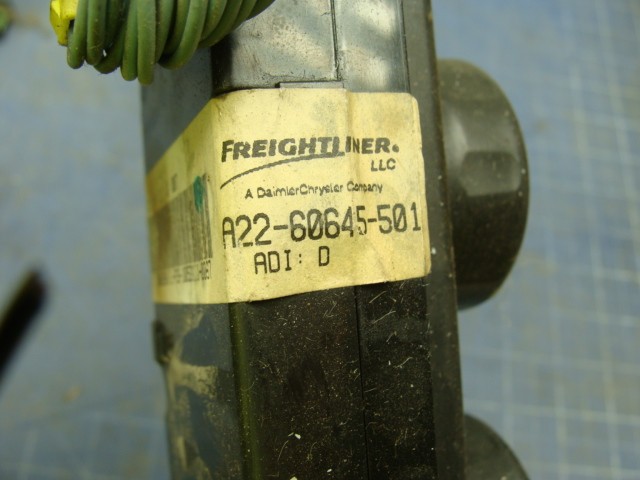 FREIGHTLINER.
LLC
A DaimlerChrysler Company
A22-60645-501
ADI: D